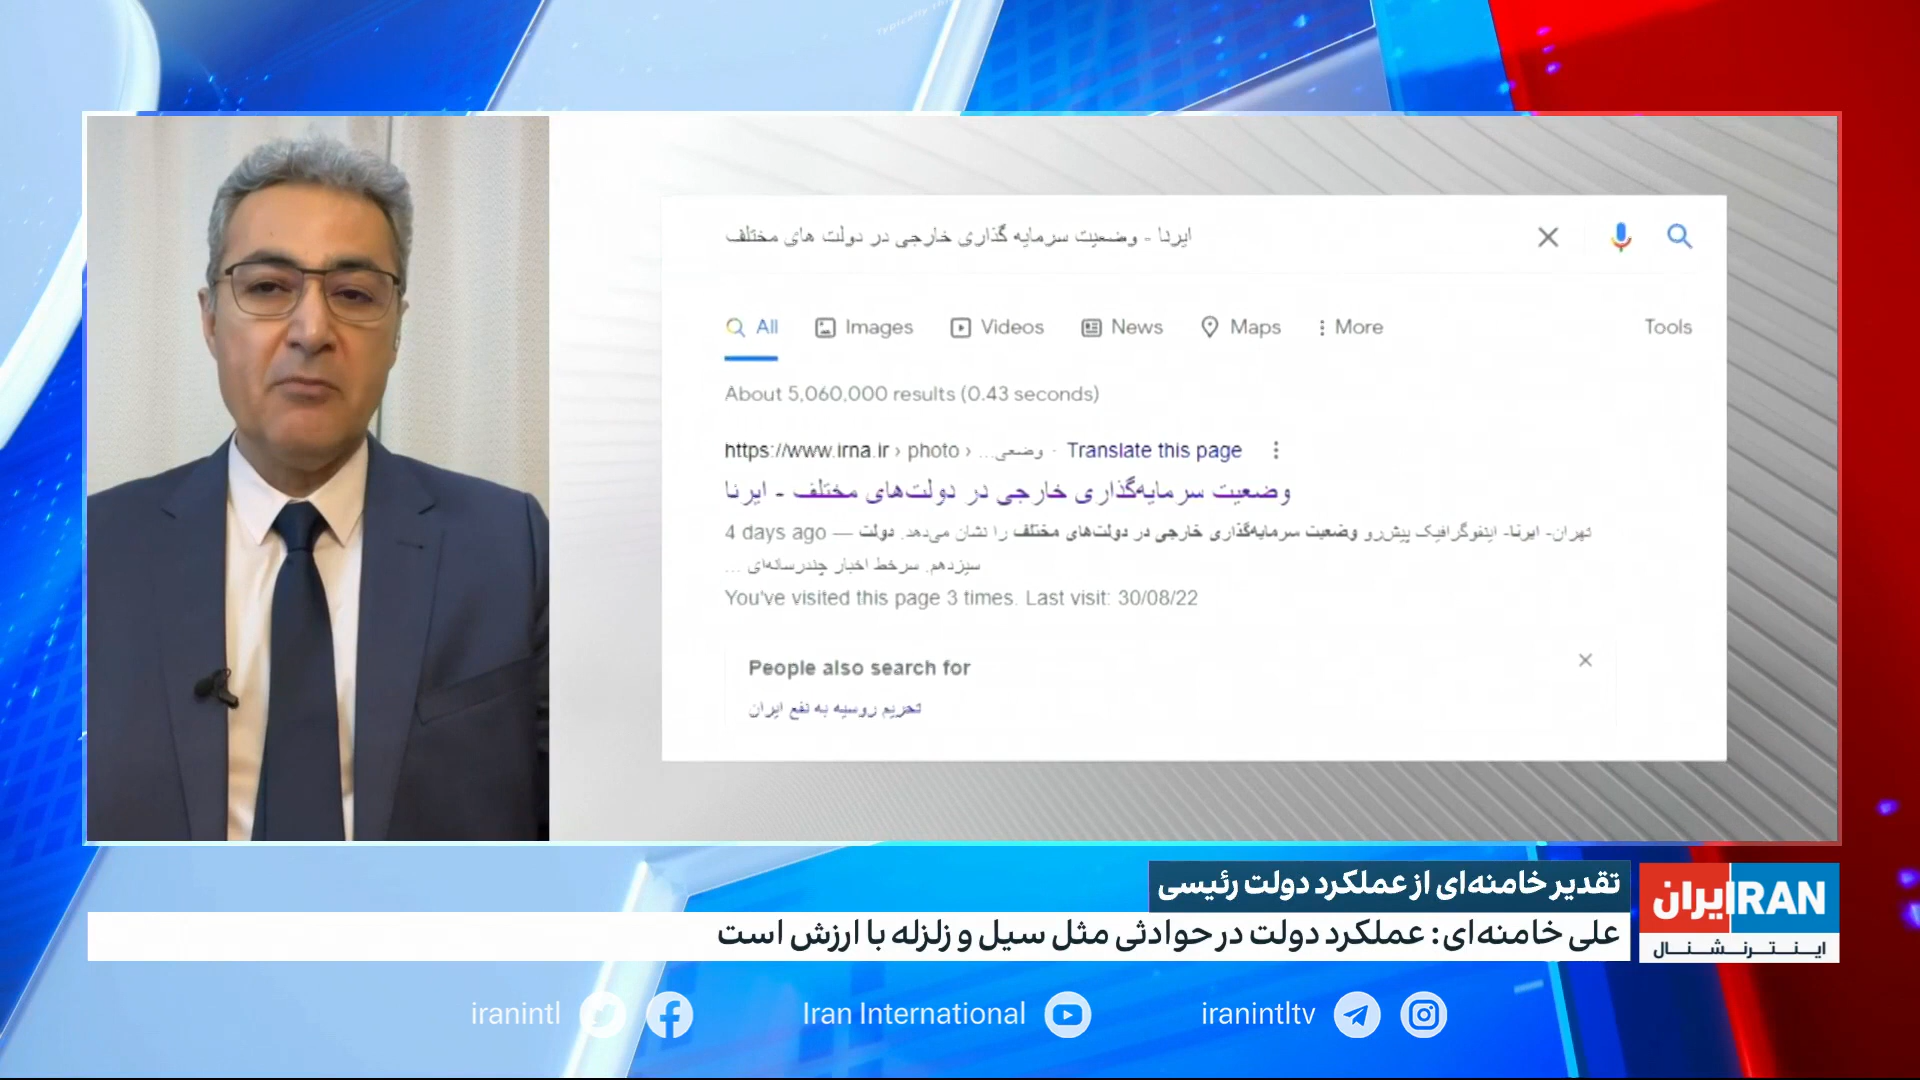 ایرنا - وضعیت سرمایه گذاری خارجی در دولت های مختلف
All Images Videos News Maps More Tools
About 5,060,000 results (0.43 seconds)
https://www.irna.ir › photo › ...وضعی · Translate this page
وضعیت سرمایه‌گذاری خارجی در دولت‌های مختلف - ایرنا
4 days ago — تهران- ایرنا- اینفوگرافیک پیش‌رو وضعیت سرمایه‌گذاری خارجی در دولت‌های مختلف را نشان می‌دهد. دولت
سیزدهم. سرخط اخبار چندرسانه‌ای ...
You've visited this page 3 times. Last visit: 30/08/22
People also search for
تحریم روسیه به نفع ایران
تقدیر خامنه‌ای از عملکرد دولت رئیسی
علی خامنه‌ای: عملکرد دولت در حوادثی مثل سیل و زلزله با ارزش است
ایران IRAN
اینترنشنال
iranintl Iran International iranintltv